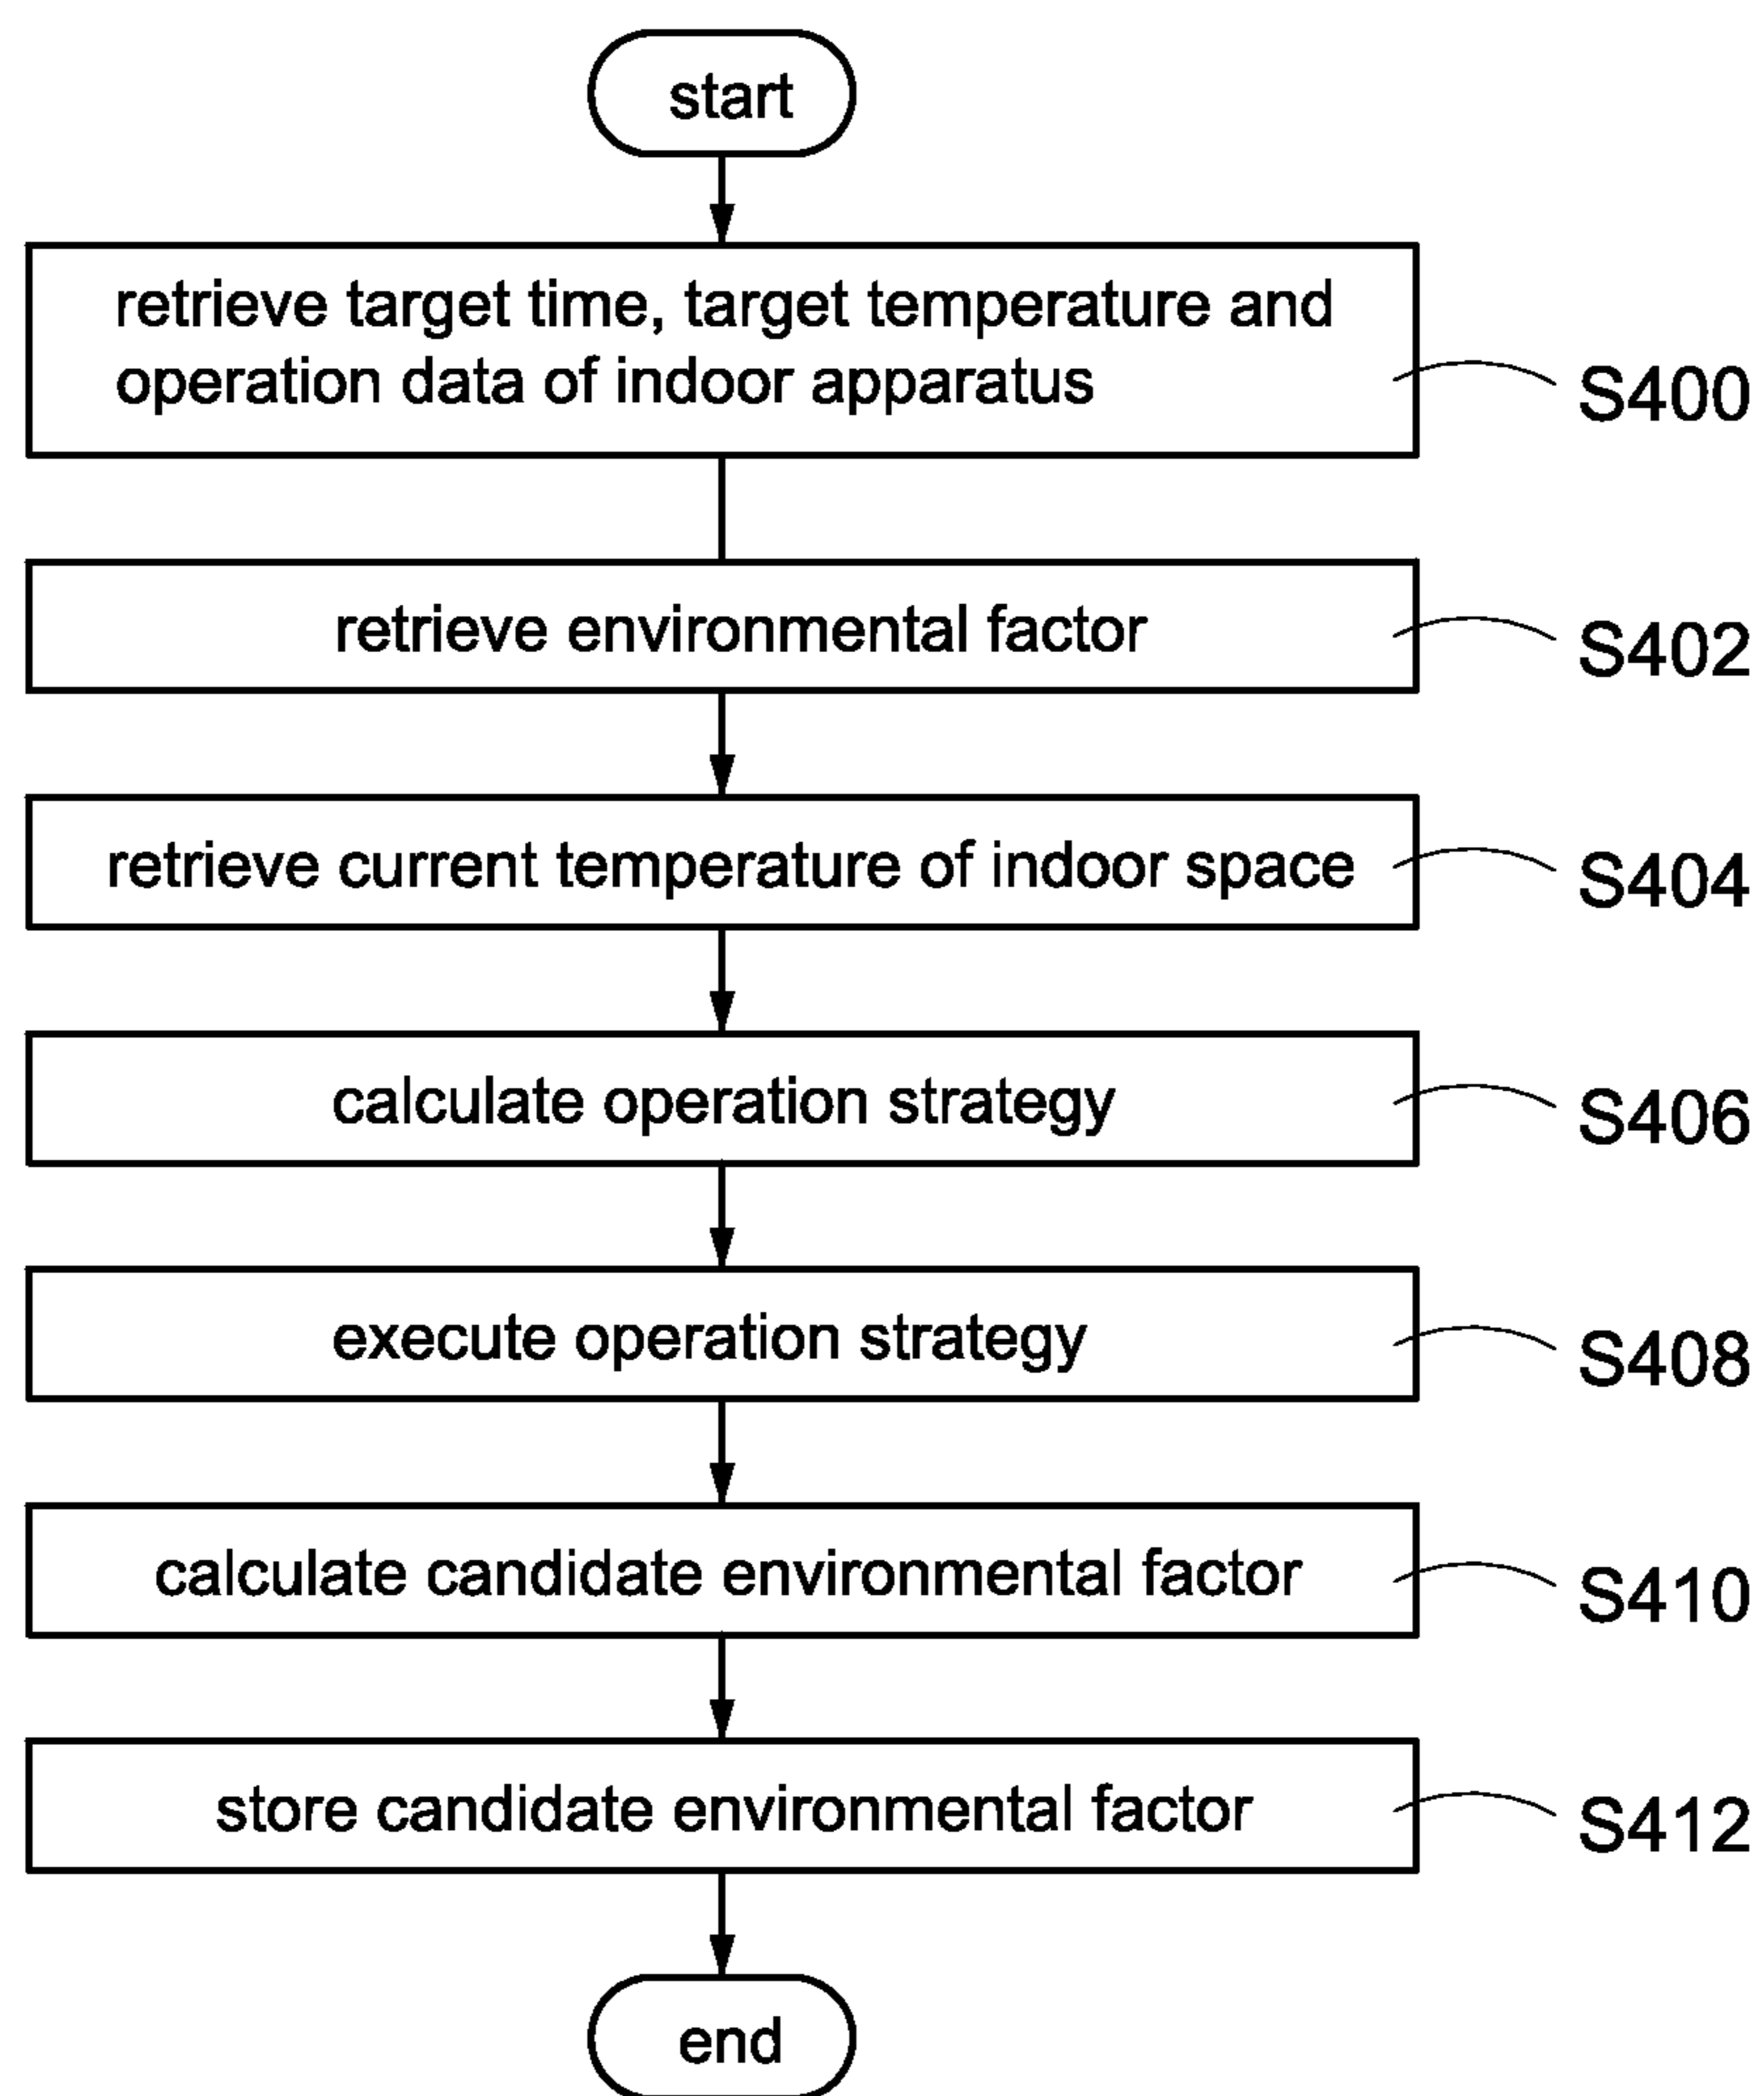 start
retrieve target time, target temperature and
operation data of indoor apparatus
S400
retrieve environmental factor
S402
retrieve current temperature of indoor space
S404
calculate operation strategy
S406
execute operation strategy
S408
calculate candidate environmental factor
S410
store candidate environmental factor
S412
end